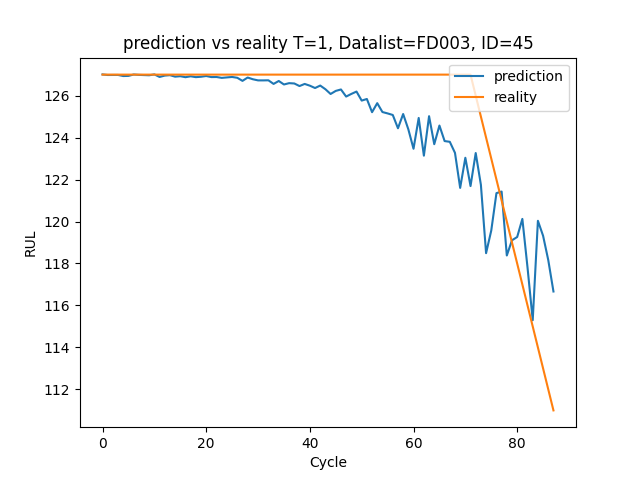 prediction vs reality T=1, Datalist=FD003, ID=45
prediction
reality
126
124
122
120
118
116
114
112
RUL
0 20 40 60 80
Cycle